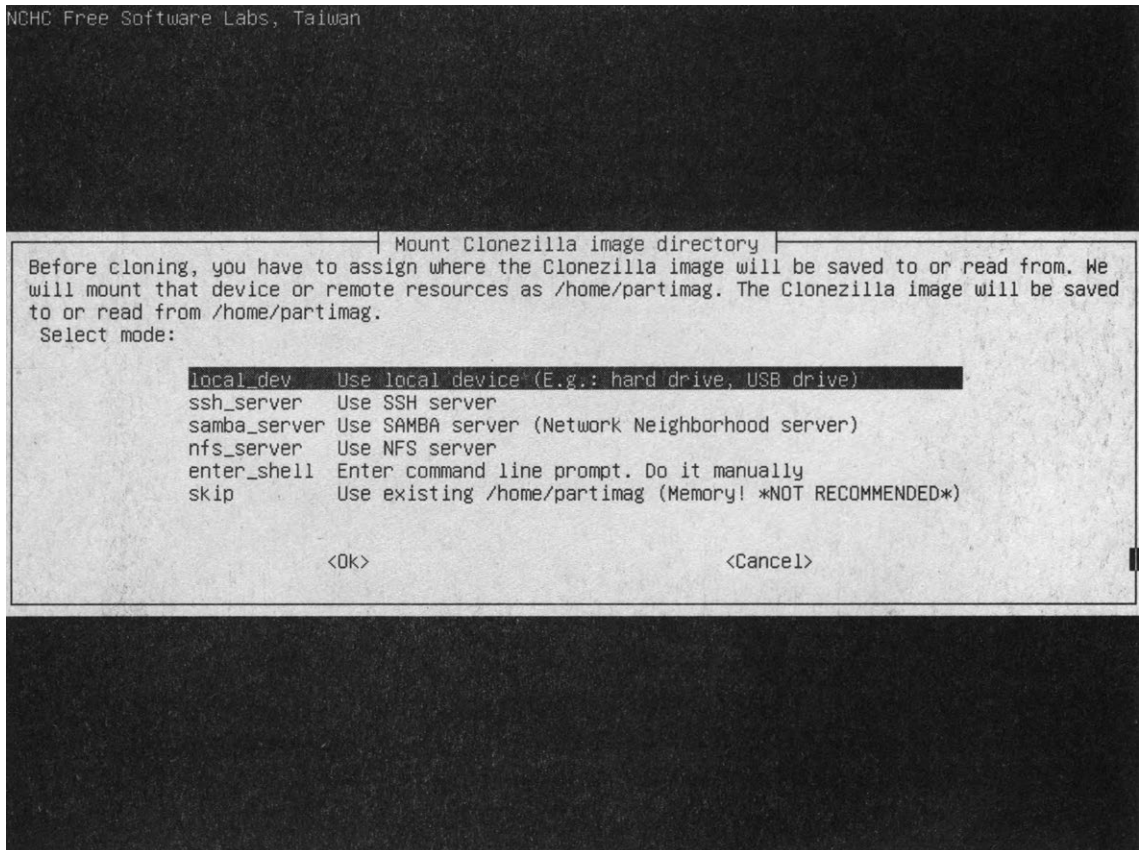 NCHC Free Software Labs, Taiwan
Mount Clonezilla image directory
Before cloning, you have to assign where the Clonezilla image will be saved to or read from. We
will mount that device or remote resources as /home/partimag. The Clonezilla image will be saved
to or read from /home/partimag.
Select mode:
local_dev Use local device (E.g.: hard drive, USB drive)
ssh_server Use SSH server
samba_server Use SAMBA server (Network Neighborhood server)
nfs_server Use NFS server
enter_shell Enter command line prompt. Do it manually
skip Use existing /home/partimag (Memory! *NOT RECOMMENDED*)
<Ok> <Cancel>